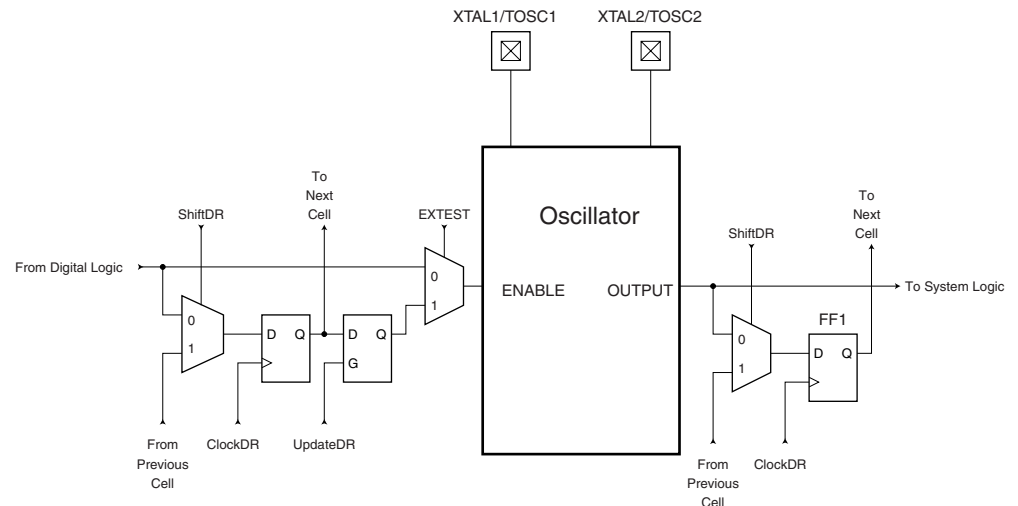 XTAL1/TOSC1
XTAL2/TOSC2
To
Next
Cell
ShiftDR
EXTEST
From Digital Logic
0
1
D Q
D Q
G
0
1
From
Previous
Cell
ClockDR
UpdateDR
Oscillator
ENABLE
OUTPUT
To
Next
Cell
ShiftDR
To System Logic
FF1
0
1
D Q
From
Previous
Cell
ClockDR